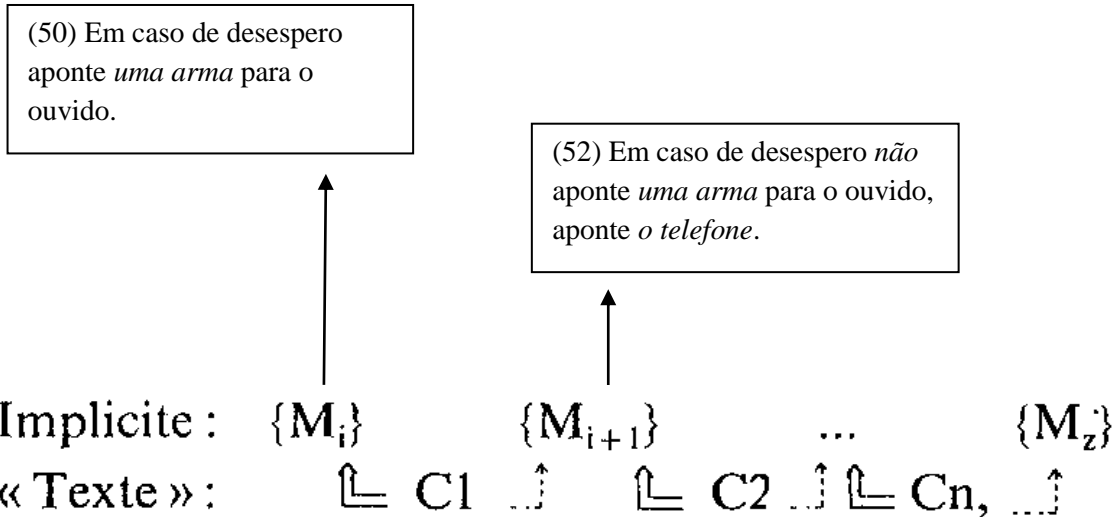 (50) Em caso de desespero
aponte uma arma para o
ouvido.
(52) Em caso de desespero não
aponte uma arma para o ouvido,
aponte o telefone.
Implicite : {Mi} {Mi + 1} ... {Mz}
« Texte » : C1 C2 Cn,